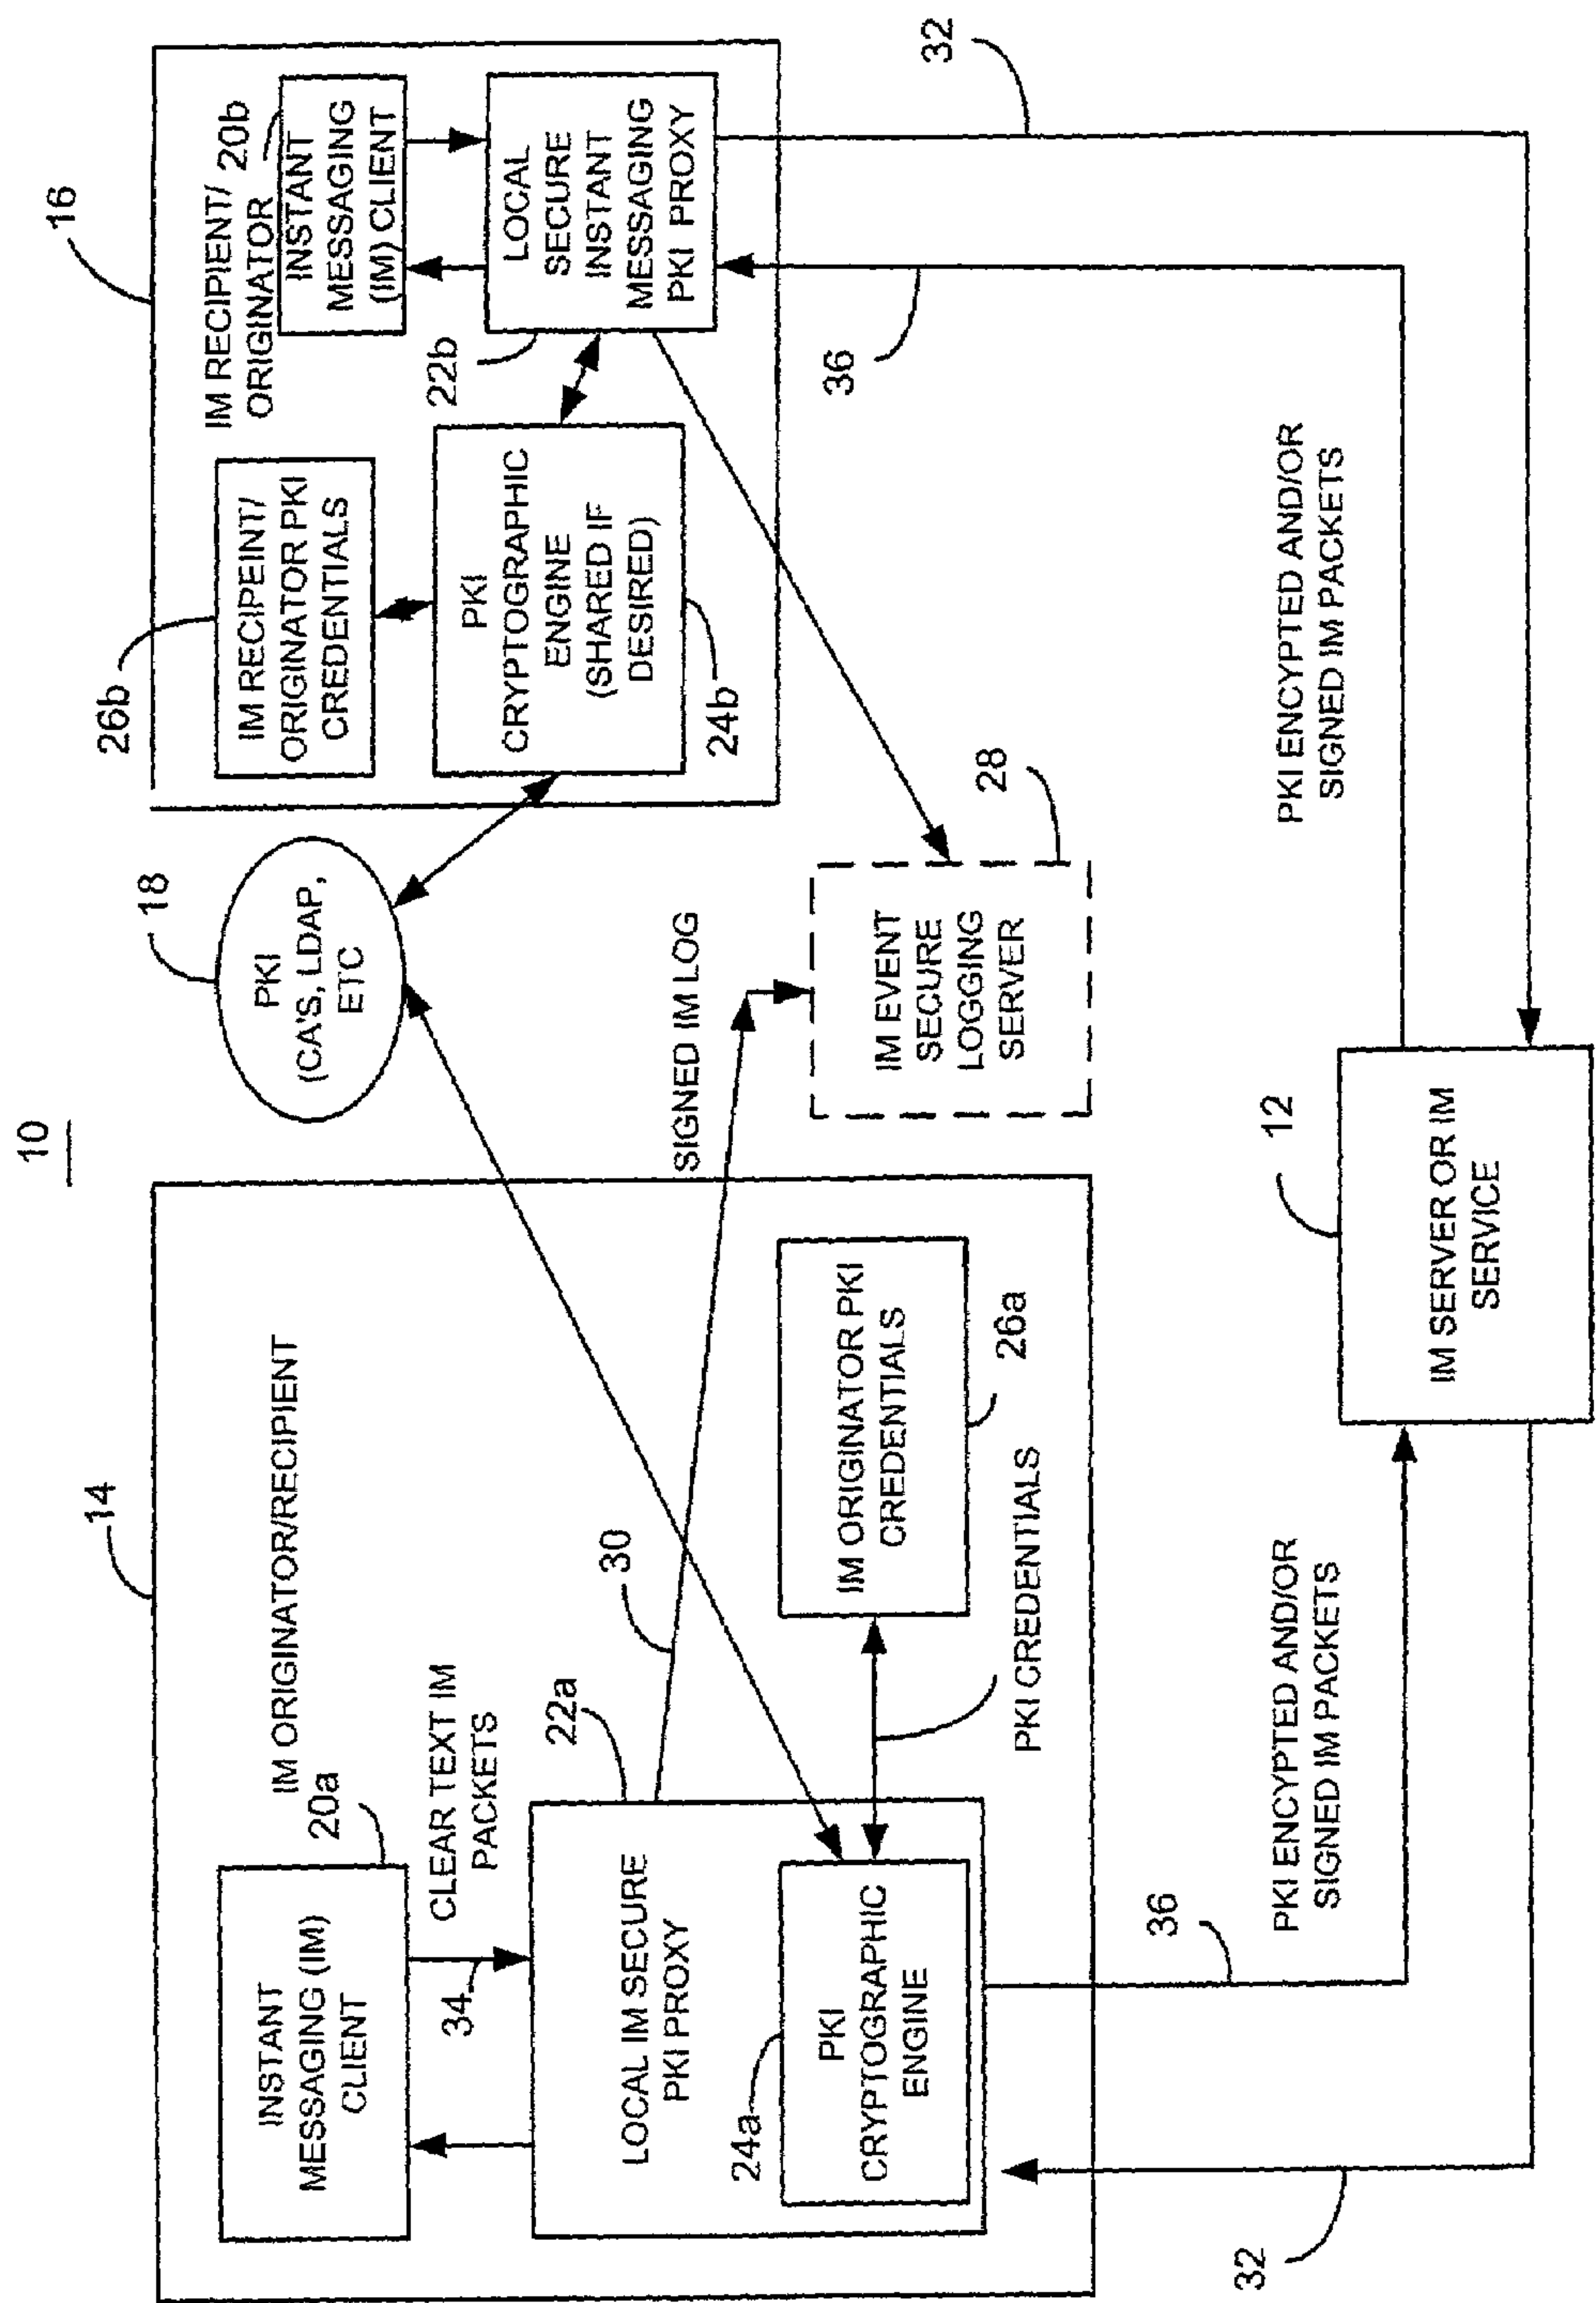 10
14
IM ORIGINATOR/RECIPIENT
20a
INSTANT
MESSAGING (IM)
CLIENT
34
CLEAR TEXT IM
PACKETS
22a
LOCAL IM SECURE
PKI PROXY
24a
PKI
CRYPTOGRAPHIC
ENGINE
30
IM ORIGINATOR PKI
CREDENTIALS
26a
PKI CREDENTIALS
36
PKI ENCYPTED AND/OR
SIGNED IM PACKETS
32
18
PKI
(CA'S, LDAP,
ETC
SIGNED IM LOG
IM EVENT
SECURE
LOGGING
SERVER
28
12
IM SERVER OR IM
SERVICE
16
IM RECIPIENT/
ORIGINATOR
20b
INSTANT
MESSAGING
(IM) CLIENT
26b
IM RECIPEINT/
ORIGINATOR PKI
CREDENTIALS
22b
LOCAL
SECURE
INSTANT
MESSAGING
PKI PROXY
PKI
CRYPTOGRAPHIC
ENGINE
(SHARED IF
DESIRED)
24b
36
32
PKI ENCRYPTED AND/OR
SIGNED IM PACKETS